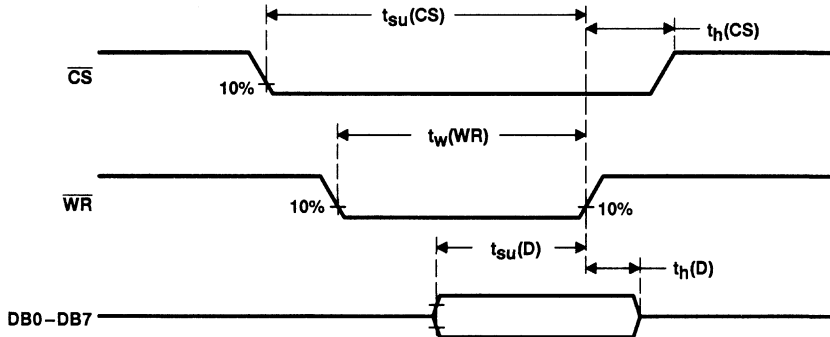 tsu(CS)
th(CS)
CS
10%
tw(WR)
WR
10%
10%
tsu(D)
th(D)
DB0–DB7